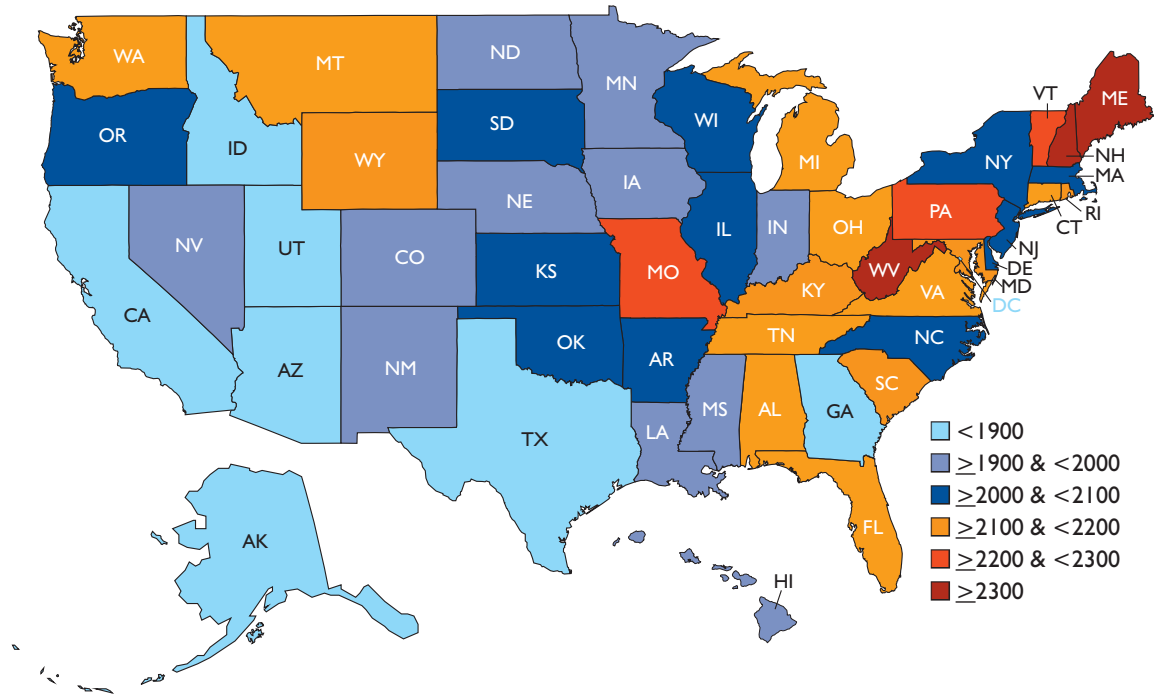 WA
MT
ND
MN
OR
ID
WY
SD
WI
MI
VT
ME
NY
NH
MA
NE
IA
PA
RI
CT
NV
UT
CO
KS
MO
IL
IN
OH
NJ
WV
DE
MD
DC
CA
KY
VA
AZ
NM
OK
AR
TN
NC
SC
TX
LA
MS
AL
GA
FL
AK
HI
<1900
≥1900 & <2000
≥2000 & <2100
≥2100 & <2200
≥2200 & <2300
≥2300